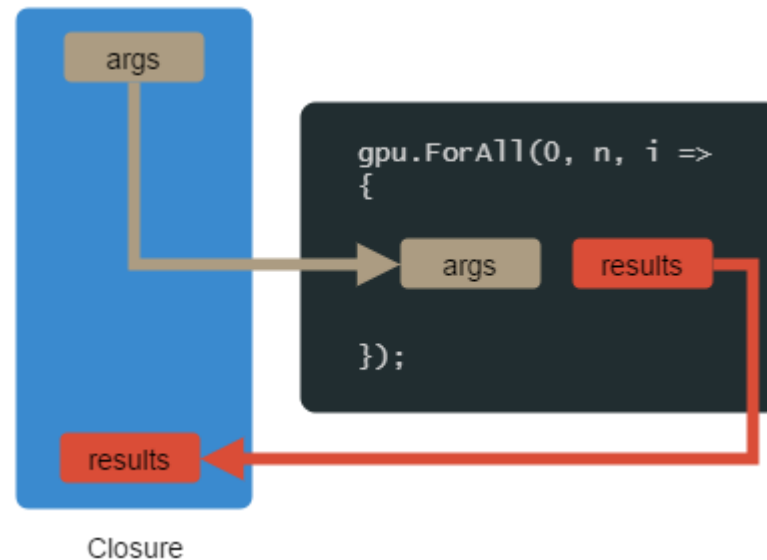 args
gpu.ForAll(0, n, i =>
{
args
results
});
results
Closure